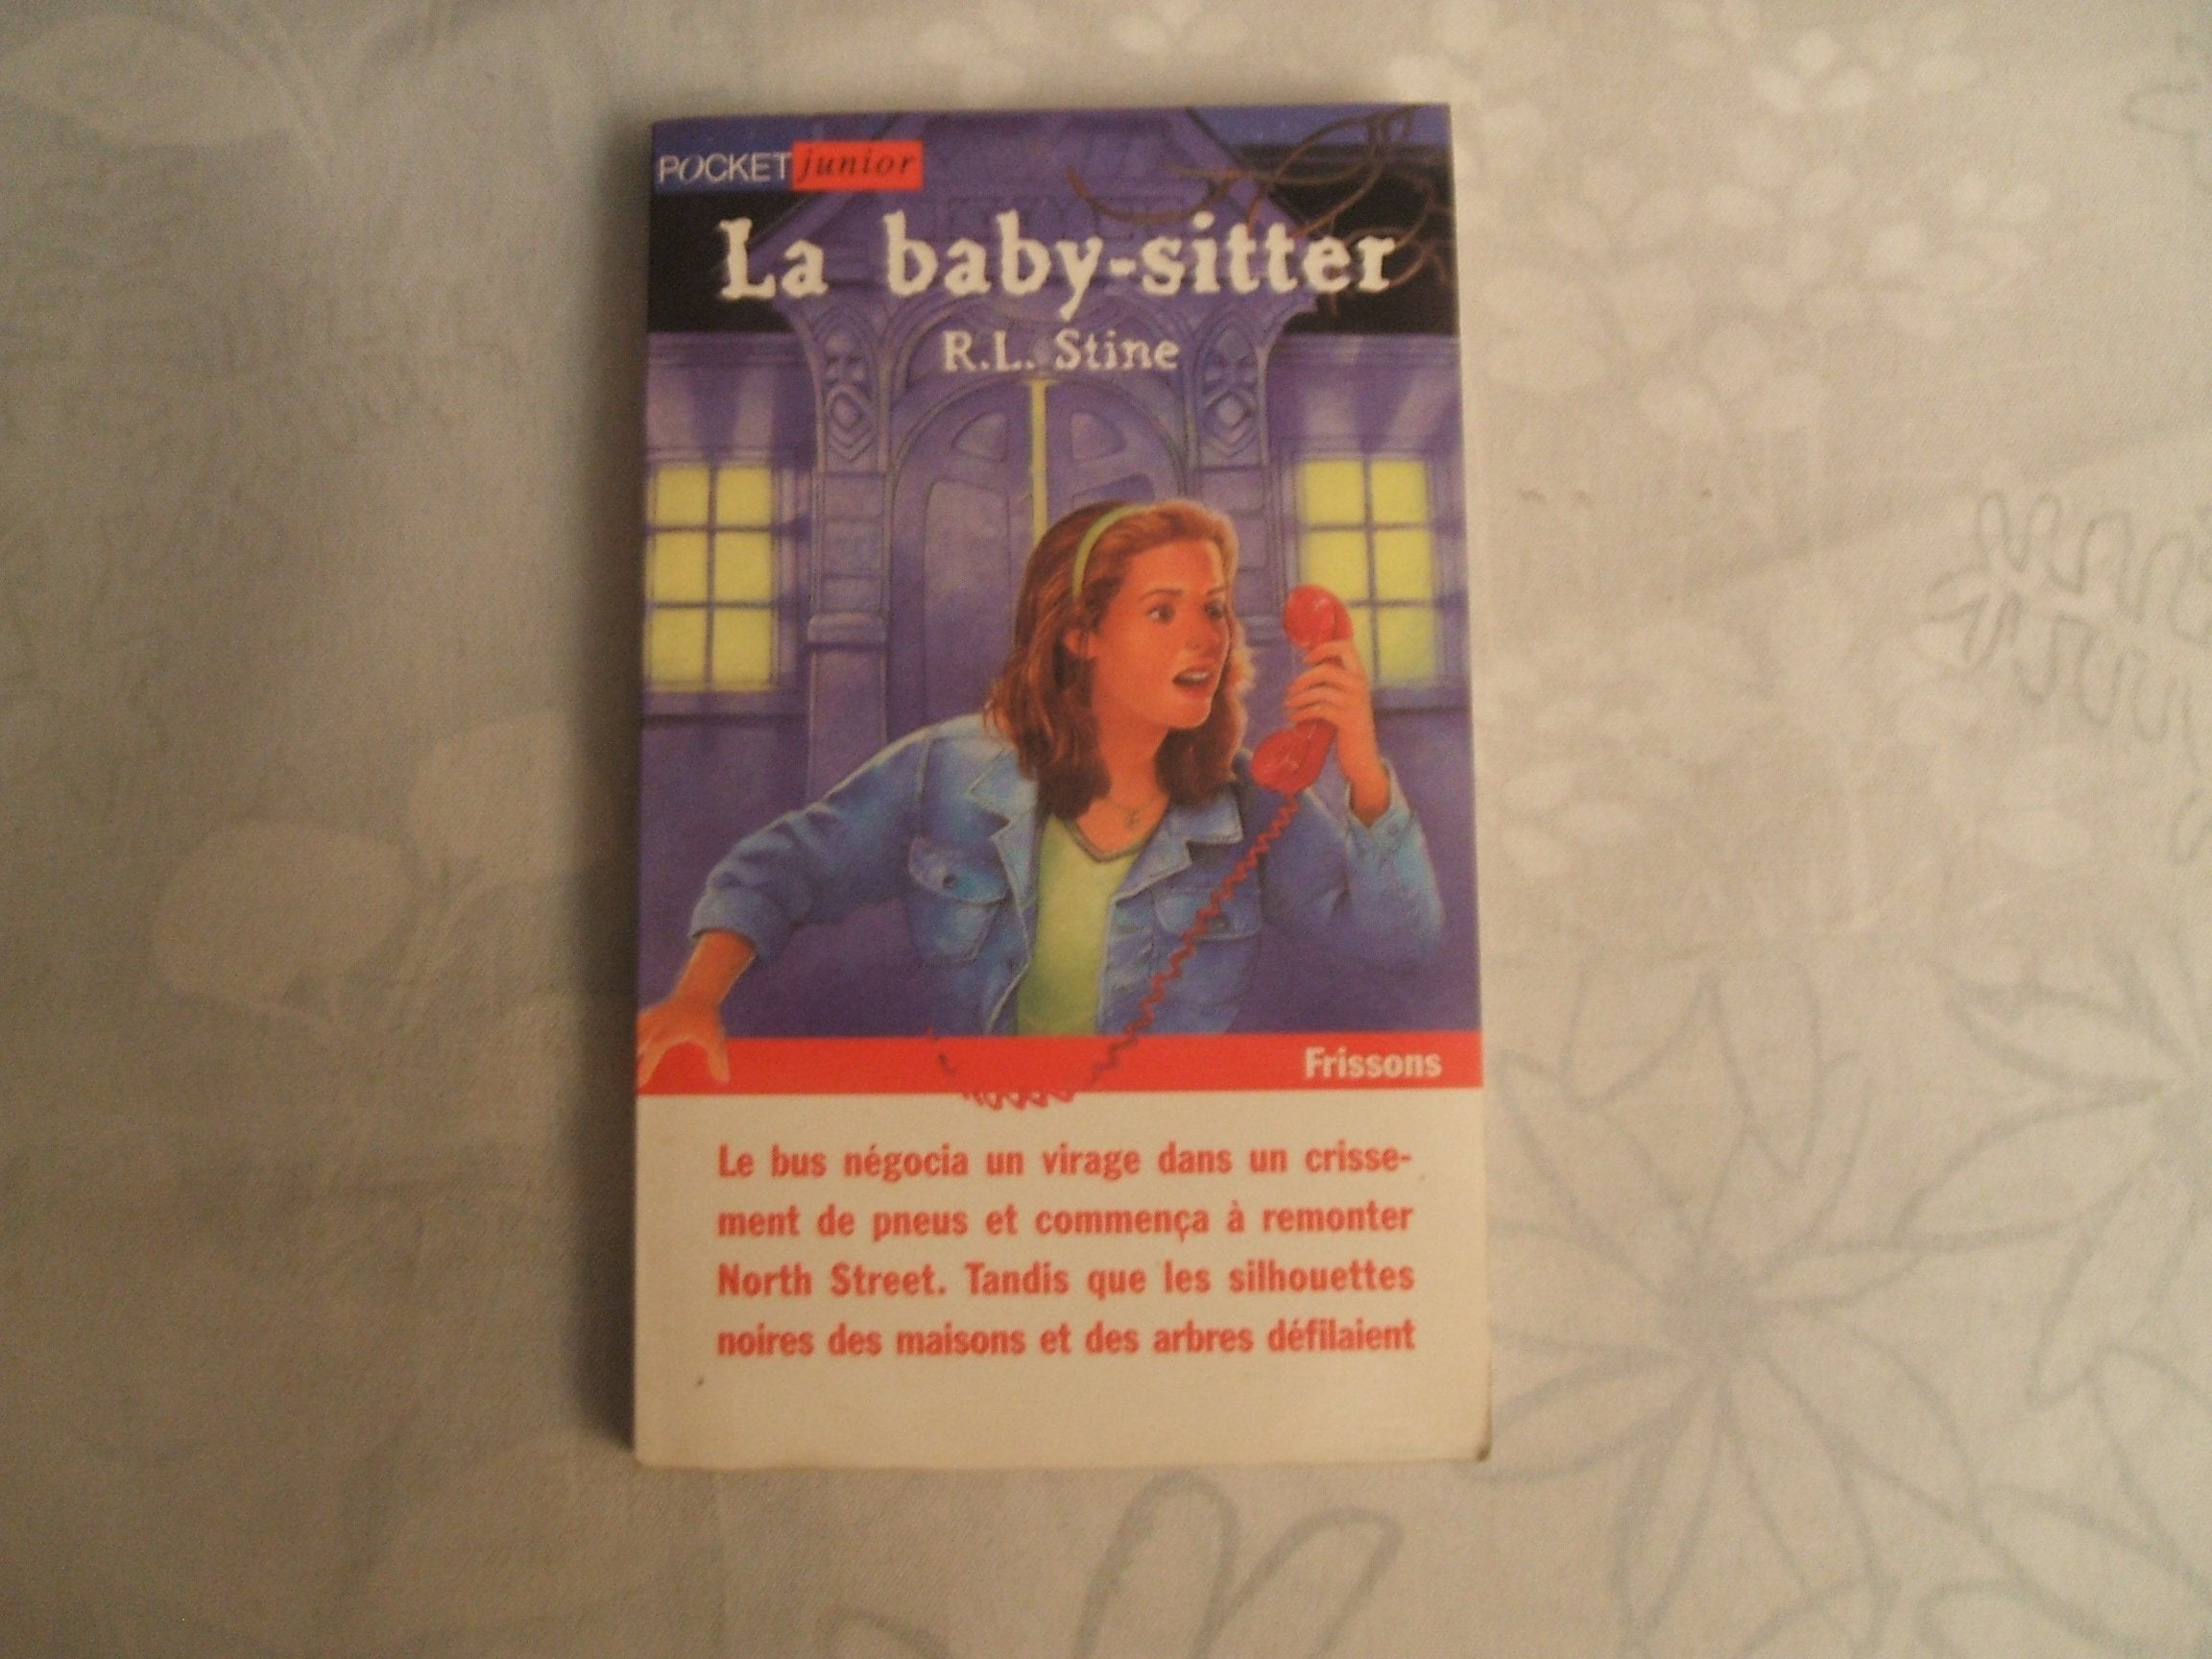 POCKET junior
La baby-sitter
R.L. Stine
Frissons
Le bus négocia un virage dans un crisse-
ment de pneus et commença à remonter
North Street. Tandis que les silhouettes
noires des maisons et des arbres défilaient